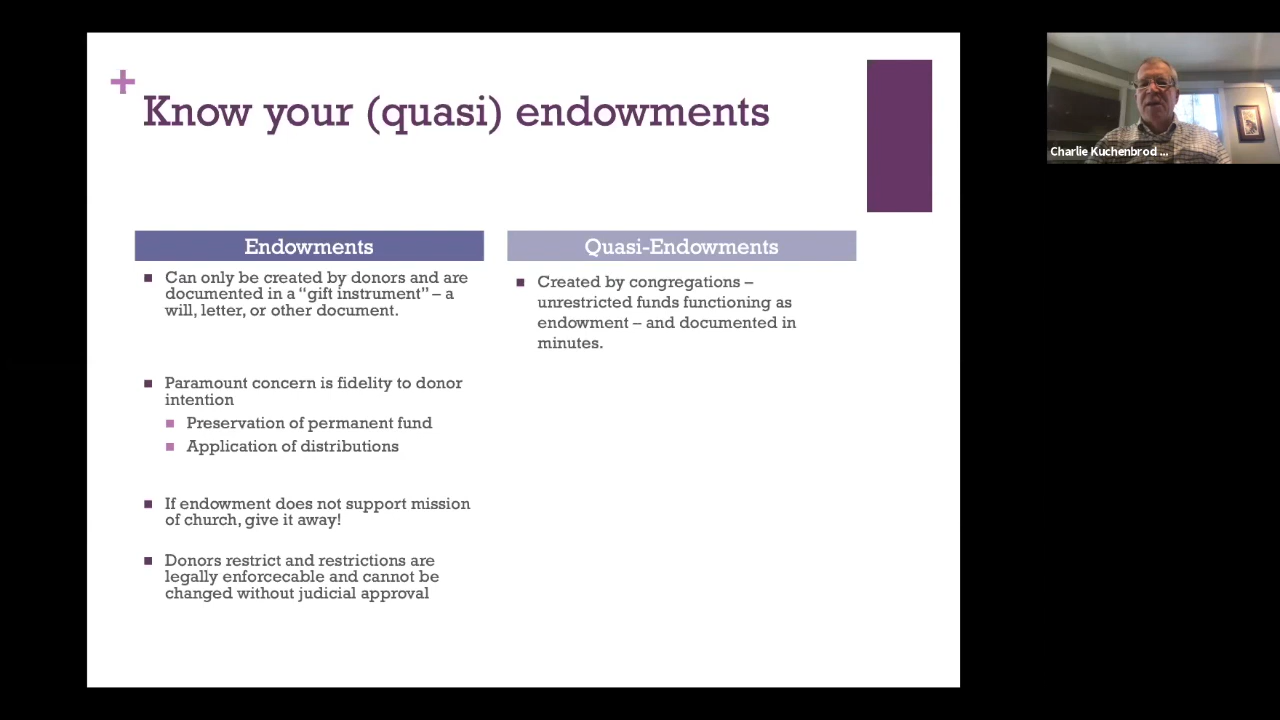 +
Know your (quasi) endowments
Endowments
Can only be created by donors and are
documented in a “gift instrument” – a
will, letter, or other document.
Paramount concern is fidelity to donor
intention
Preservation of permanent fund
Application of distributions
If endowment does not support mission
of church, give it away!
Donors restrict and restrictions are
legally enforcecable and cannot be
changed without judicial approval
Quasi-Endowments
Created by congregations –
unrestricted funds functioning as
endowment – and documented in
minutes.
Charlie Kuchenbrod ...